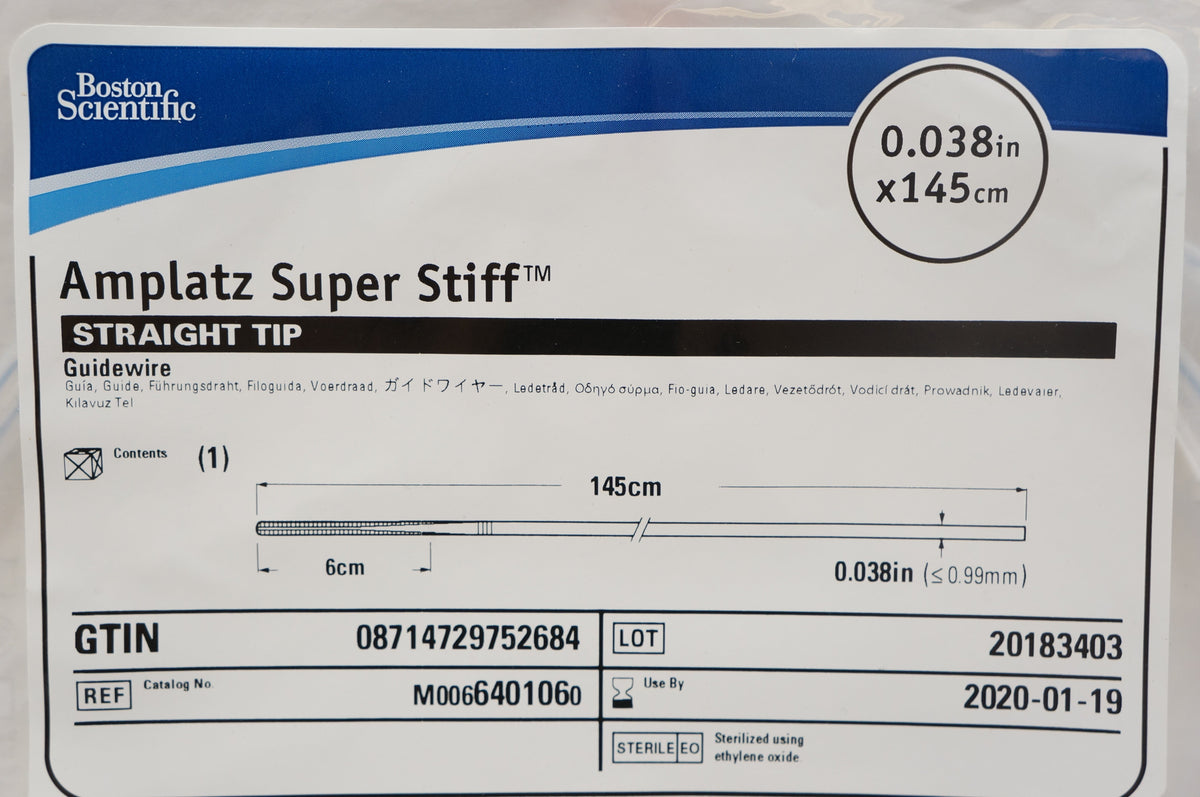 Boston
Scientific
0.038in
x145cm
Amplatz Super Stiff™
STRAIGHT TIP
Guidewire
Guía, Guide, Führungsdraht, Filoguida, Voerdraad, ガイドワイヤー, Ledetråd, Οδηγό σύρμα, Fio-guia, Ledare, Vezetődrót, Vodicí drát, Prowadnik, Ledevaier,
Kılavuz Tel
Contents (1)
145cm
6cm
0.038in (≤0.99mm)
GTIN 08714729752684
LOT 20183403
REF Catalog No. M0066401060
Use By 2020-01-19
STERILE EO Sterilized using
ethylene oxide.